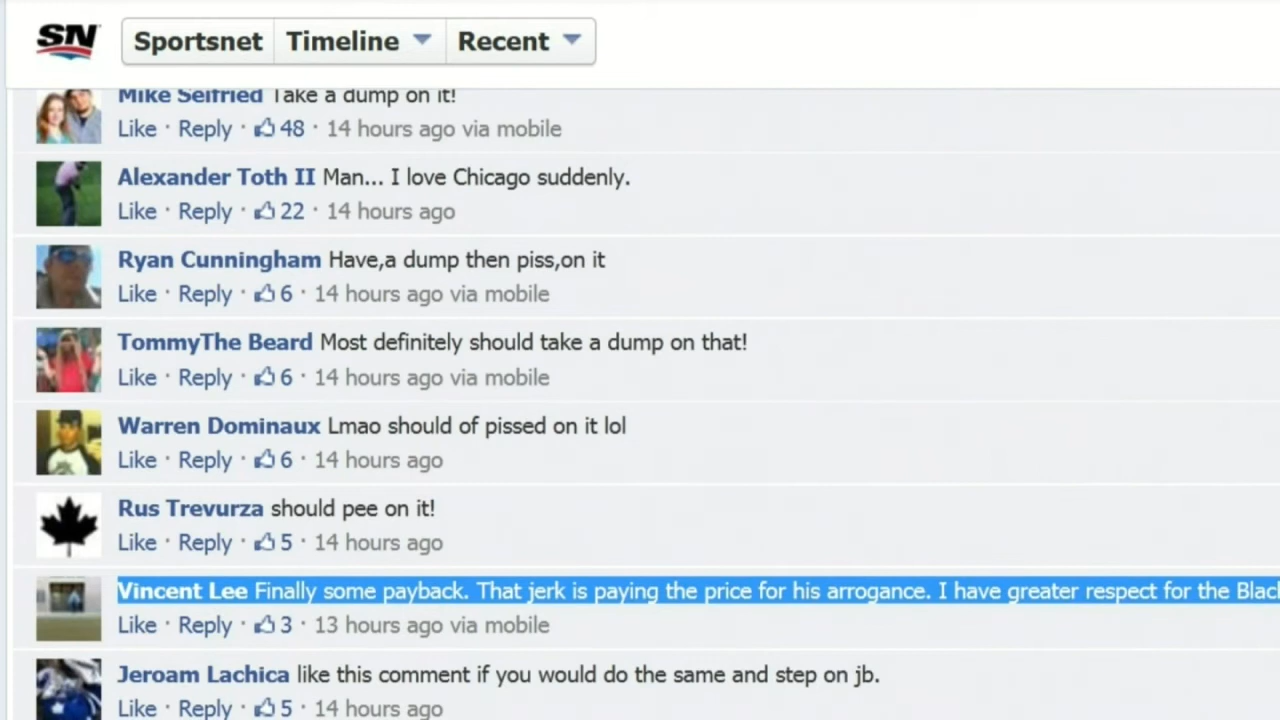 SN Sportsnet Timeline Recent
Mike Seifried Take a dump on it!
Like · Reply · 48 · 14 hours ago via mobile
Alexander Toth II Man... I love Chicago suddenly.
Like · Reply · 22 · 14 hours ago
Ryan Cunningham Have,a dump then piss,on it
Like · Reply · 6 · 14 hours ago via mobile
TommyThe Beard Most definitely should take a dump on that!
Like · Reply · 6 · 14 hours ago via mobile
Warren Dominaux Lmao should of pissed on it lol
Like · Reply · 6 · 14 hours ago
Rus Trevurza should pee on it!
Like · Reply · 5 · 14 hours ago
Vincent Lee Finally some payback. That jerk is paying the price for his arrogance. I have greater respect for the Black
Like · Reply · 3 · 13 hours ago via mobile
Jeroam Lachica like this comment if you would do the same and step on jb.
Like · Reply · 5 · 14 hours ago